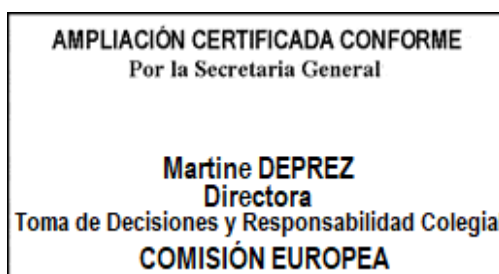 AMPLIACIÓN CERTIFICADA CONFORME
Por la Secretaria General
Martine DEPREZ
Directora
Toma de Decisiones y Responsabilidad Colegia
COMISIÓN EUROPEA